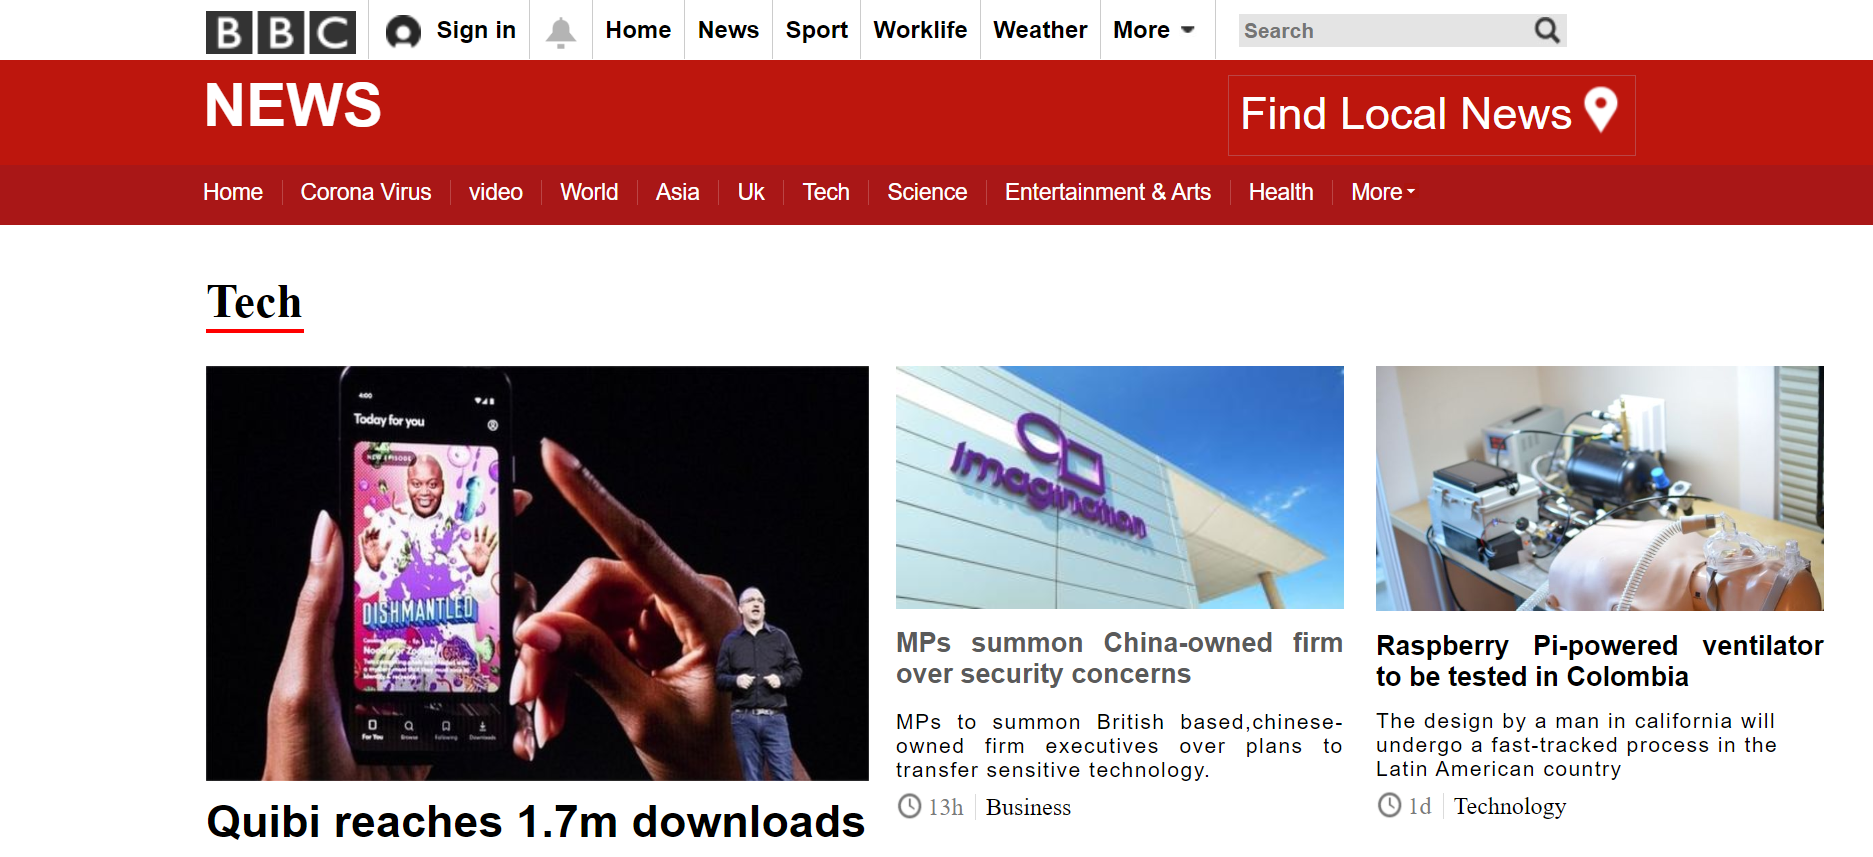 BBC
Sign in
Home
News
Sport
Worklife
Weather
More
Search
NEWS
Find Local News
Home
Corona Virus
video
World
Asia
Uk
Tech
Science
Entertainment & Arts
Health
More
Tech
4:00
Today for you
NEW EPISODE
DISHMANTLED
For You
Browse
Following
Downloads
Quibi reaches 1.7m downloads
Imagination
MPs summon China-owned firm
over security concerns
MPs to summon British based,chinese-
owned firm executives over plans to
transfer sensitive technology.
13h
Business
Raspberry Pi-powered ventilator
to be tested in Colombia
The design by a man in california will
undergo a fast-tracked process in the
Latin American country
1d
Technology